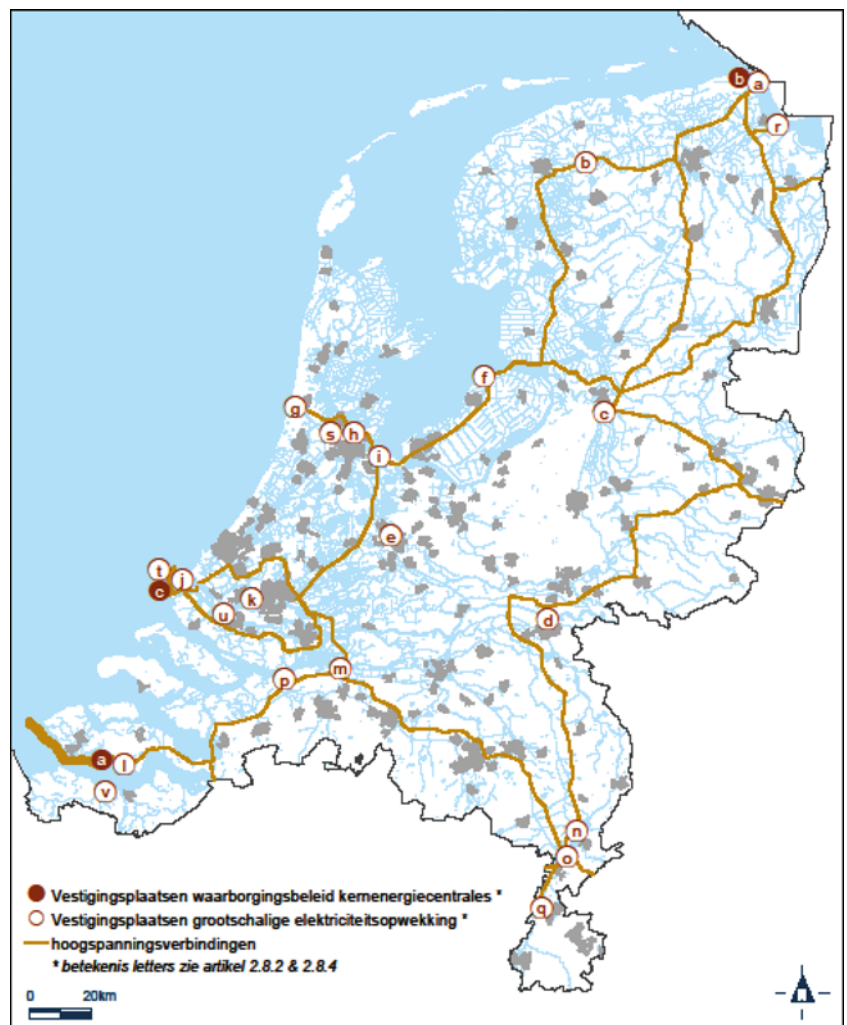 b
a
r
b
f
g
c
s
h
i
e
t
j
c
k
u
d
p
m
a
l
v
n
o
q
Vestigingsplaatsen waarborgingsbeleid kernenergiecentrales *
Vestigingsplaatsen grootschalige elektriciteitsopwekking *
hoogspanningsverbindingen
* betekenis letters zie artikel 2.8.2 & 2.8.4
0 20km